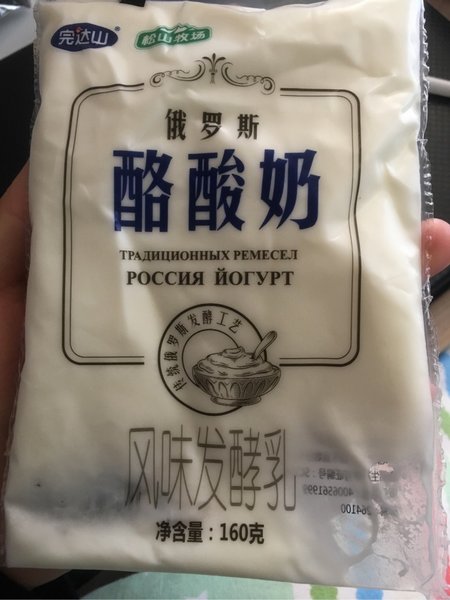 完达山
松山牧场
俄罗斯
酪酸奶
ТРАДИЦИОННЫХ РЕМЕСЕЛ
РОССИЯ ЙОГУРТ
传统俄罗斯发酵工艺
风味发酵乳
净含量：160克
4006561999
264100